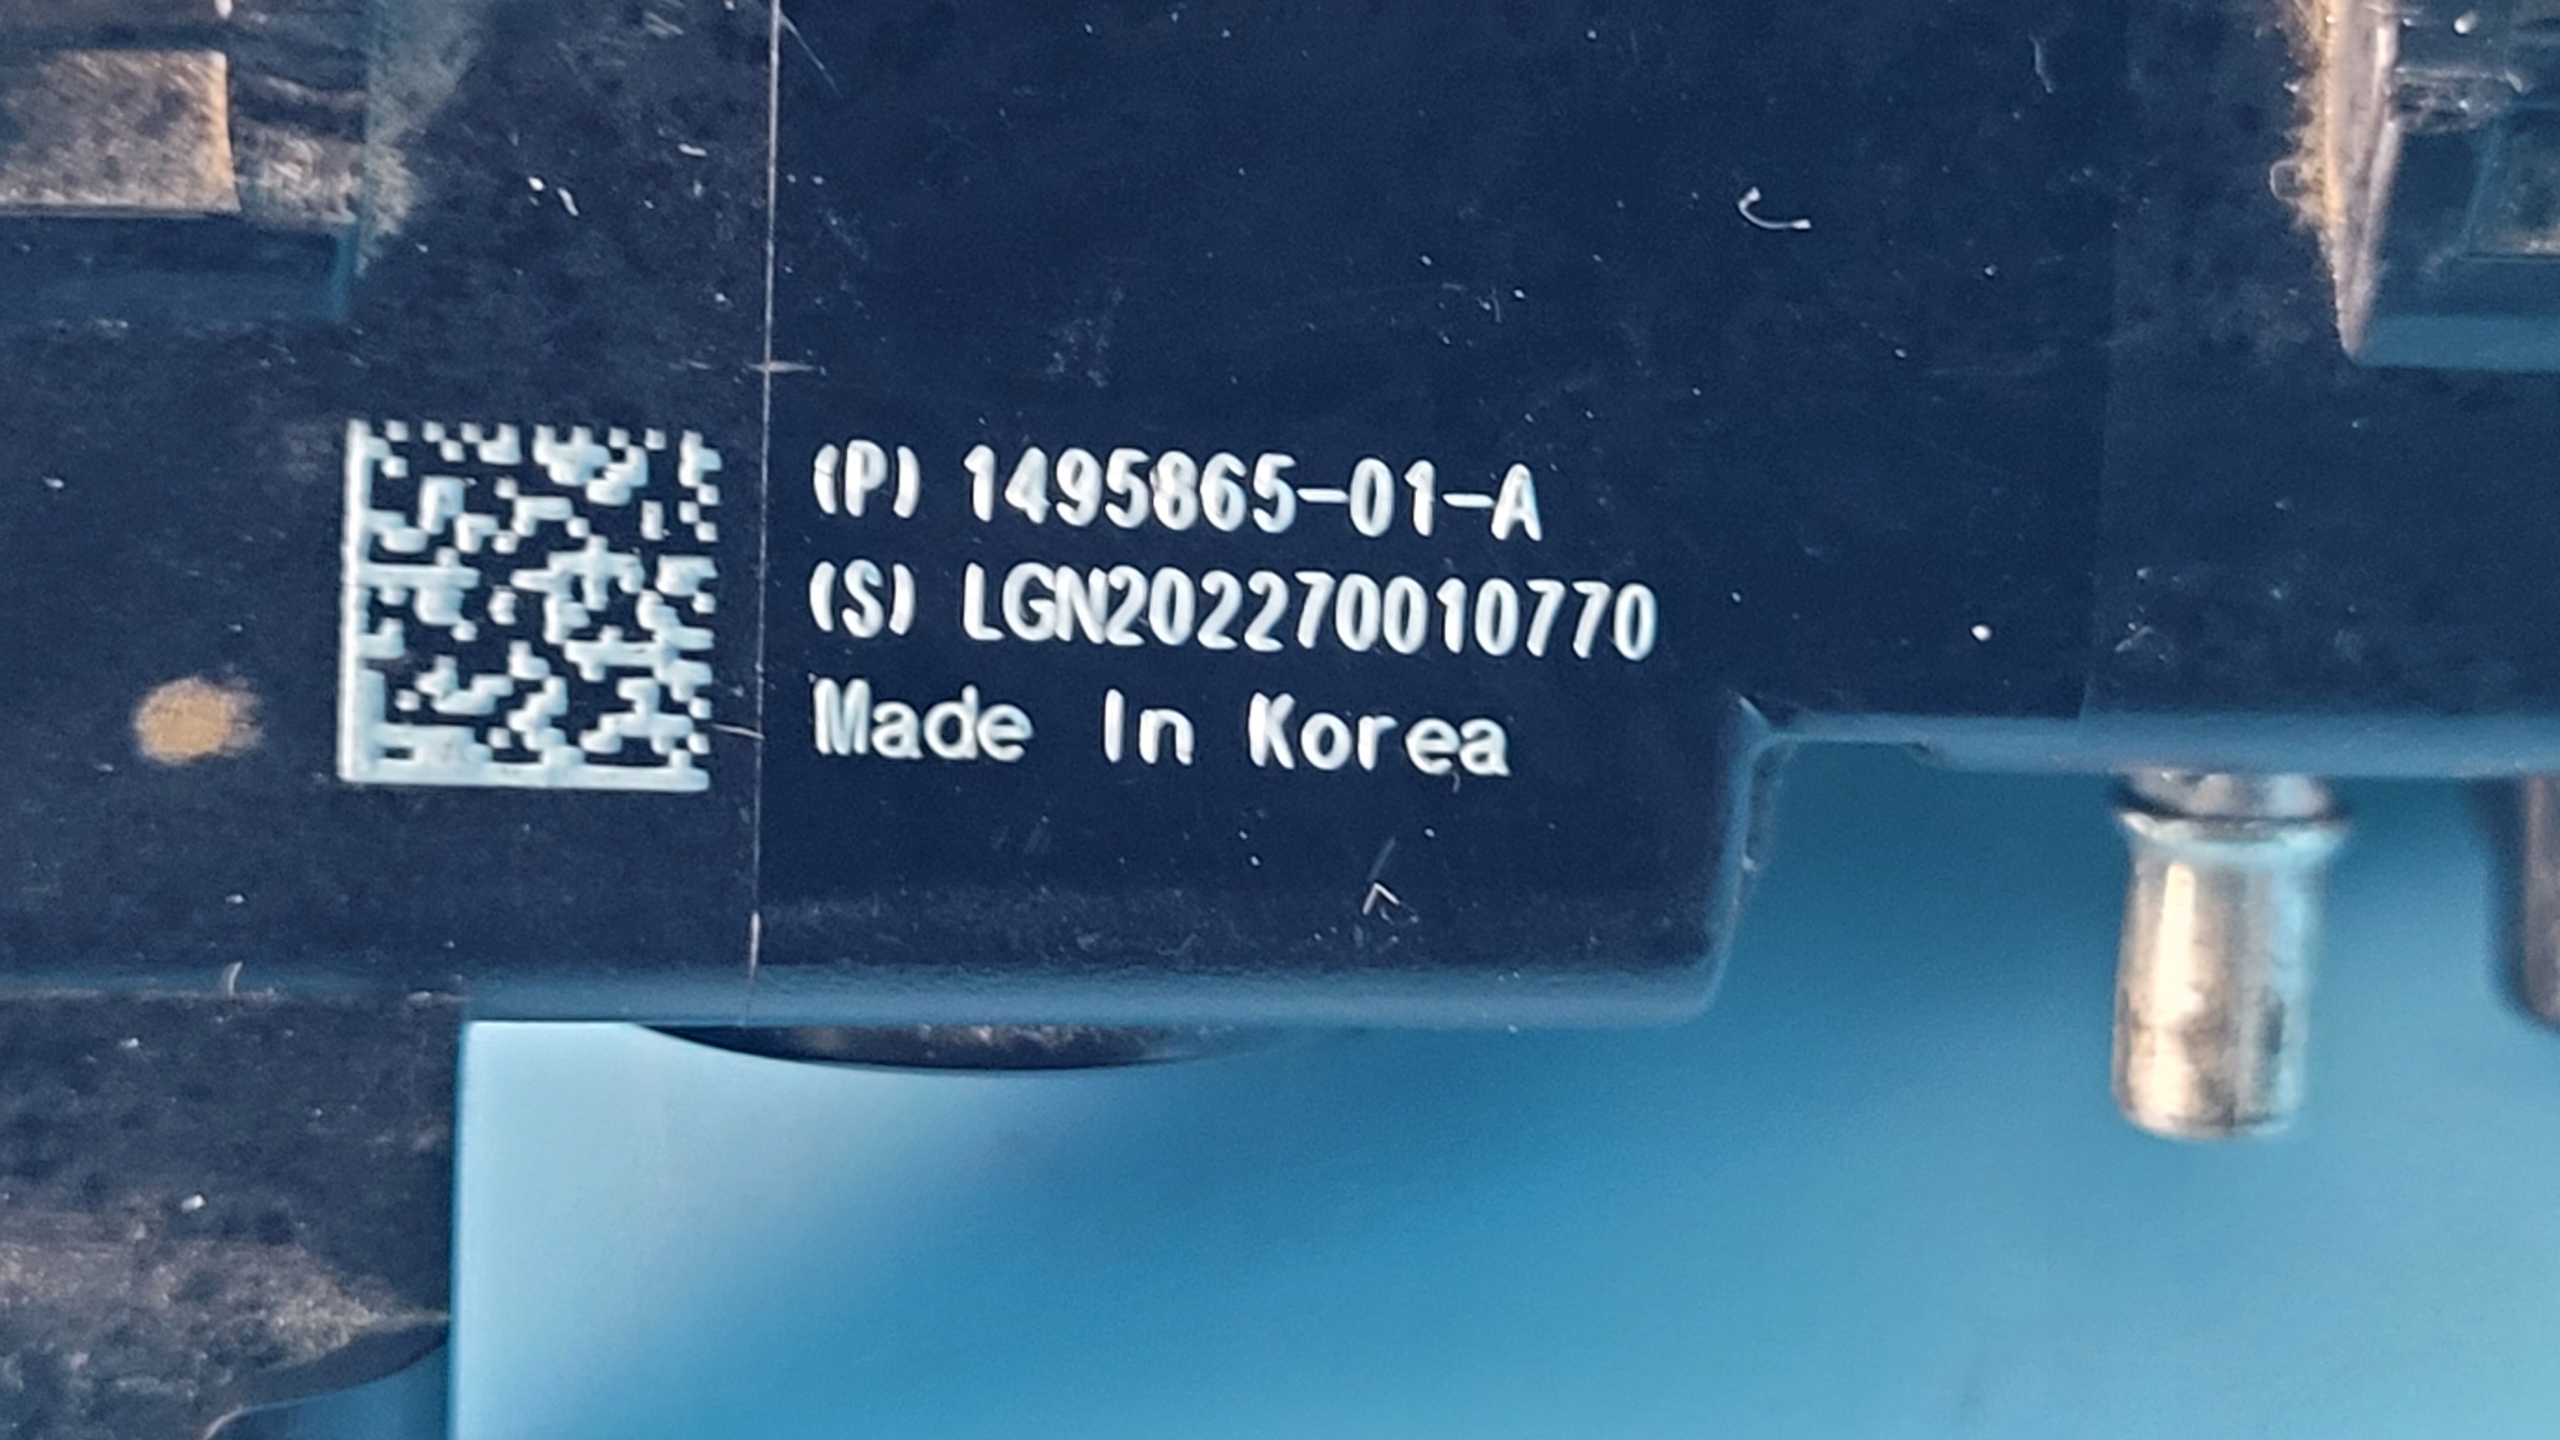 (P) 1495865-01-A
(S) LGN202270010770
Made In Korea